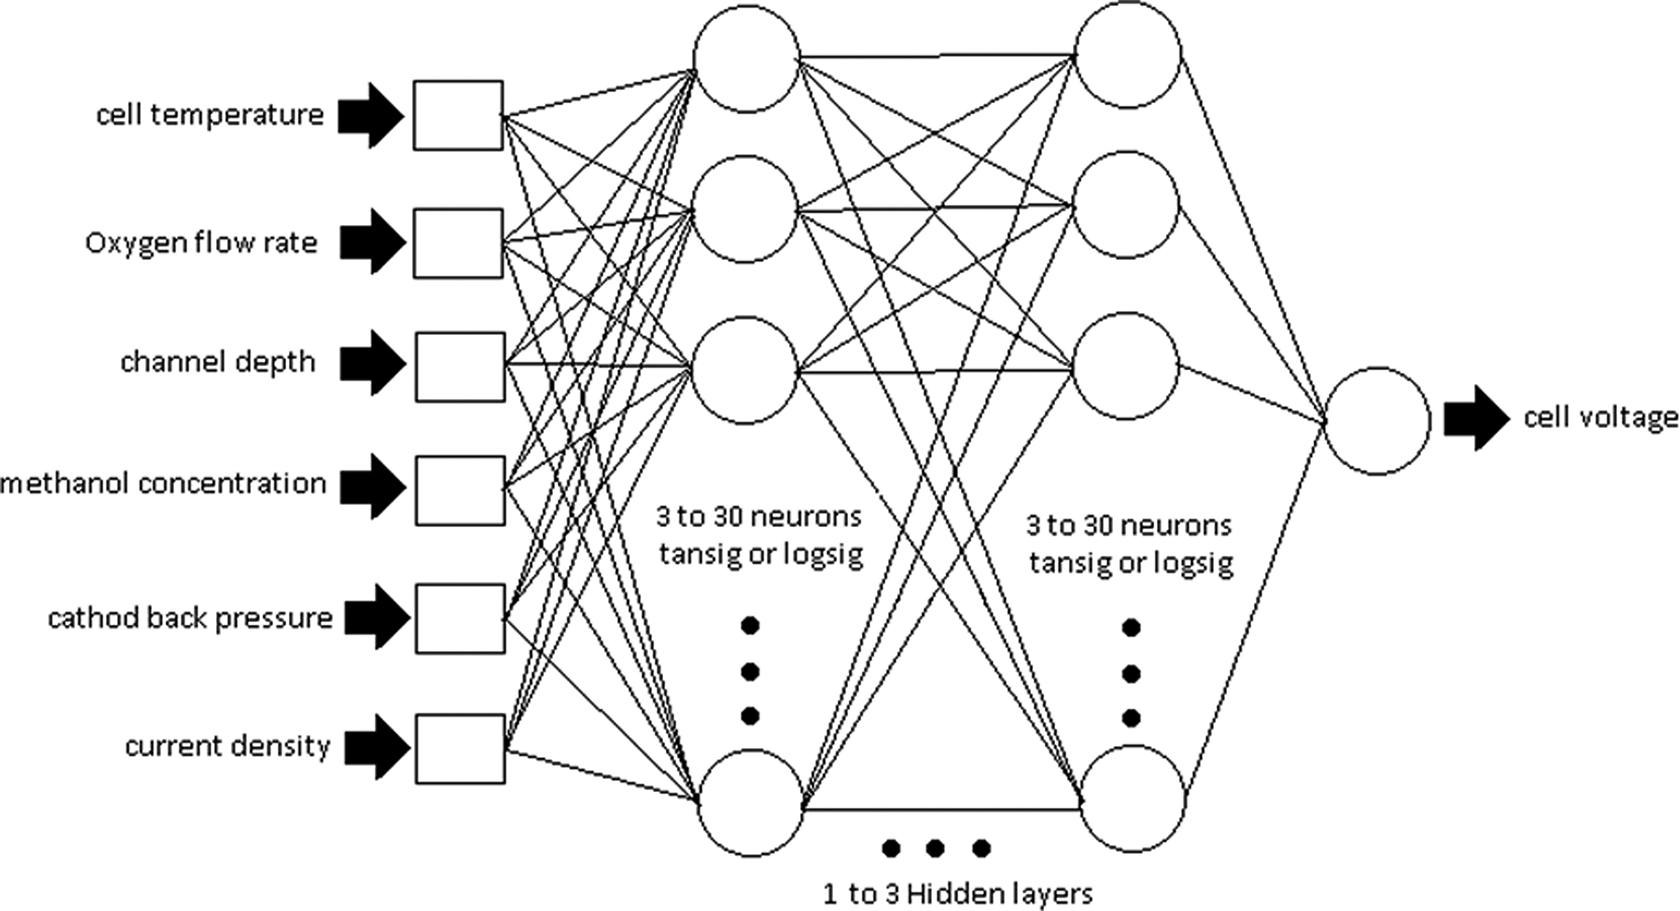 cell temperature
Oxygen flow rate
channel depth
methanol concentration
cathod back pressure
current density
3 to 30 neurons
tansig or logsig
3 to 30 neurons
tansig or logsig
cell voltage
1 to 3 Hidden layers